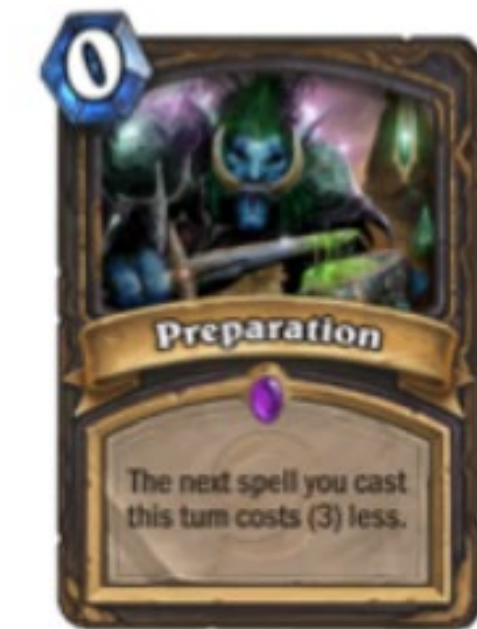 0
Preparation
The next spell you cast
this turn costs (3) less.